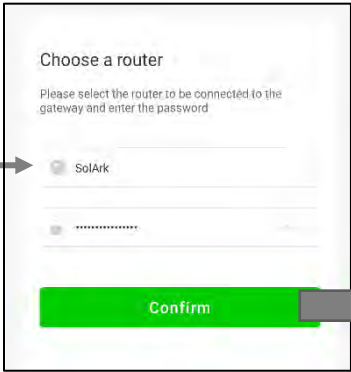 Choose a router
Please select the router to be connected to the
gateway and enter the password
SolArk
················
Confirm